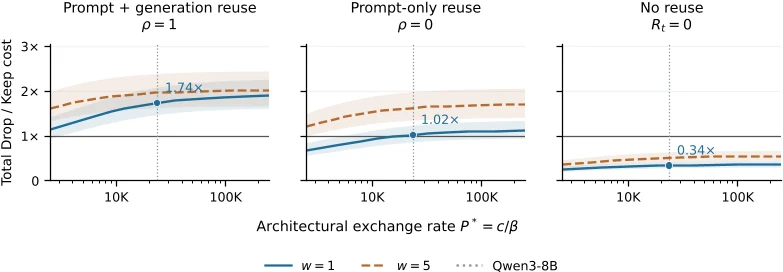 Prompt + generation reuse
ρ = 1
Prompt-only reuse
ρ = 0
No reuse
R_t = 0
Total Drop / Keep cost
3×
2×
1×
0
1.74×
1.02×
0.34×
10K
100K
10K
100K
10K
100K
Architectural exchange rate P* = c/β
w = 1
w = 5
Qwen3-8B